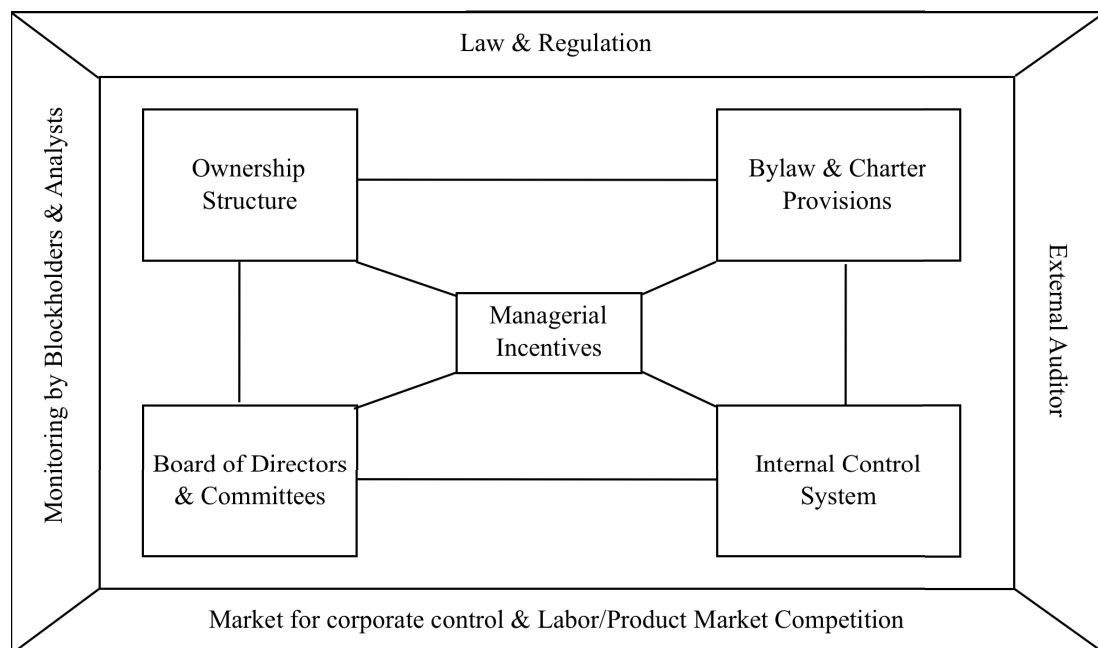 Law & Regulation
Monitoring by Blockholders & Analysts
Ownership
Structure
Bylaw & Charter
Provisions
External Auditor
Managerial
Incentives
Board of Directors
& Committees
Internal Control
System
Market for corporate control & Labor/Product Market Competition